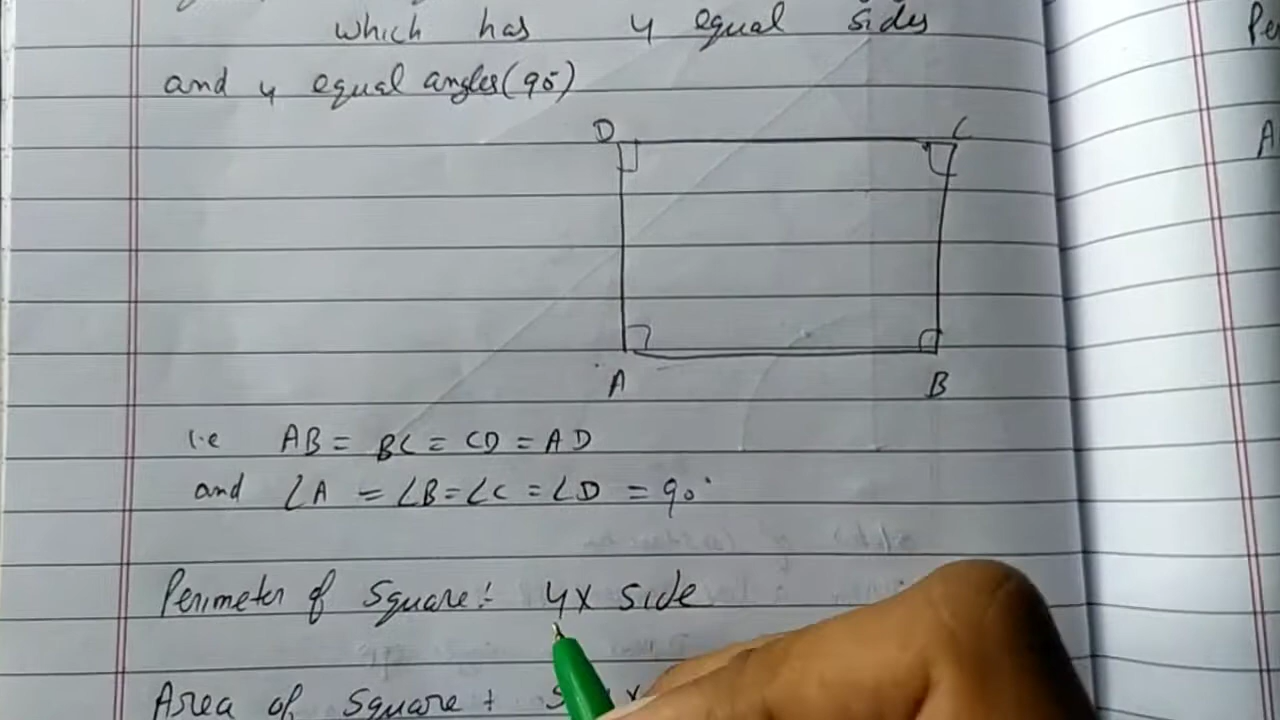 which has 4 equal sides
and 4 equal angles (90°)
D C
A B
i.e AB = BC = CD = AD
and ∠A = ∠B = ∠C = ∠D = 90°
Perimeter of Square :- 4 x side
Area of Square :-
Pe
A